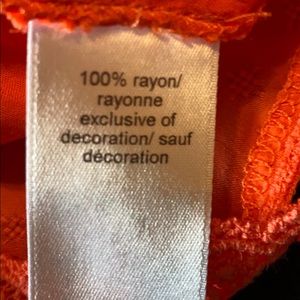 100% rayon/
rayonne
exclusive of
decoration/ sauf
décoration